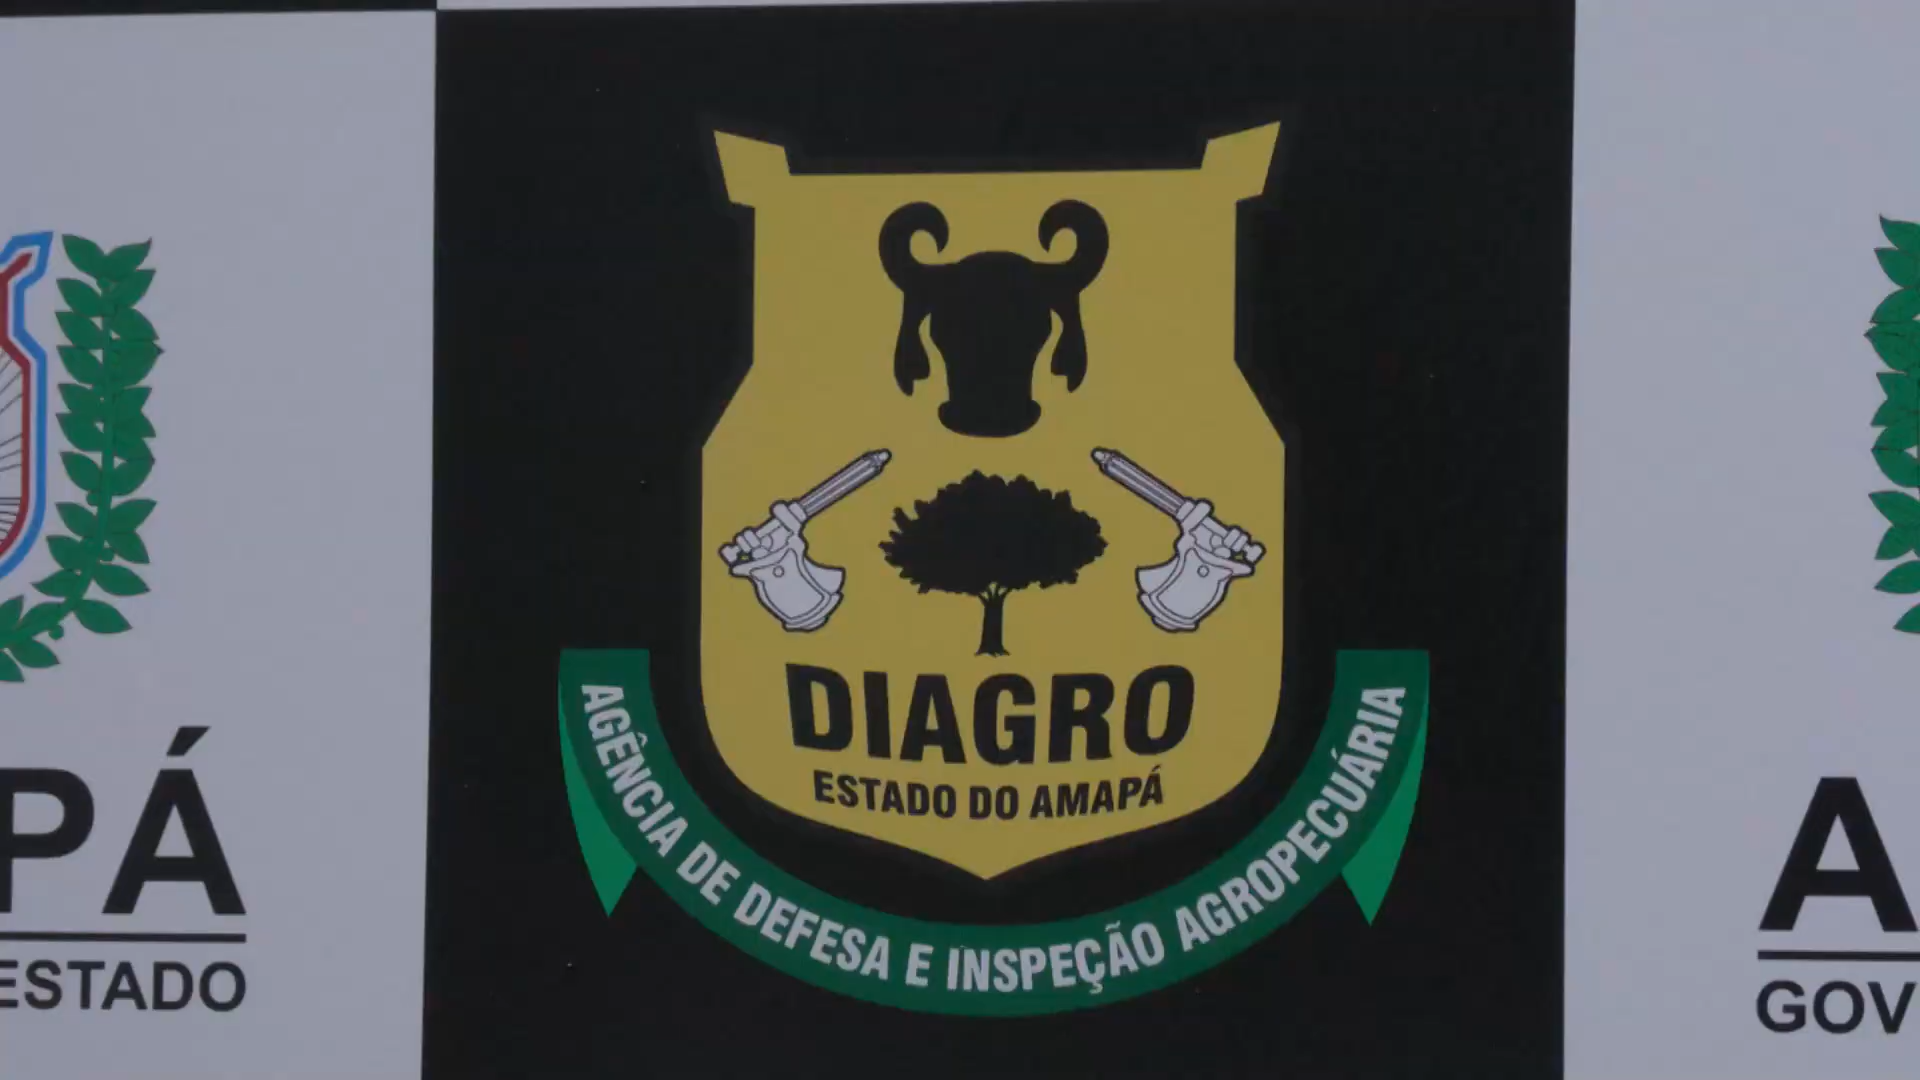 DIAGRO
ESTADO DO AMAPÁ
AGÊNCIA DE DEFESA E INSPEÇÃO AGROPECUÁRIA
PÁ
ESTADO
A
GOV